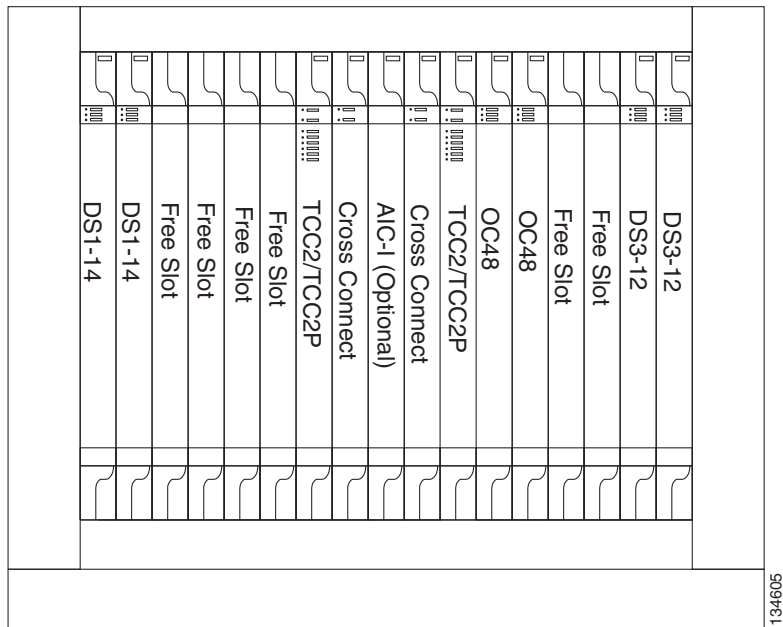 DS1-14
DS1-14
Free Slot
Free Slot
Free Slot
Free Slot
TCC2/TCC2P
Cross Connect
AIC-I (Optional)
Cross Connect
TCC2/TCC2P
OC48
OC48
Free Slot
Free Slot
DS3-12
DS3-12
134605